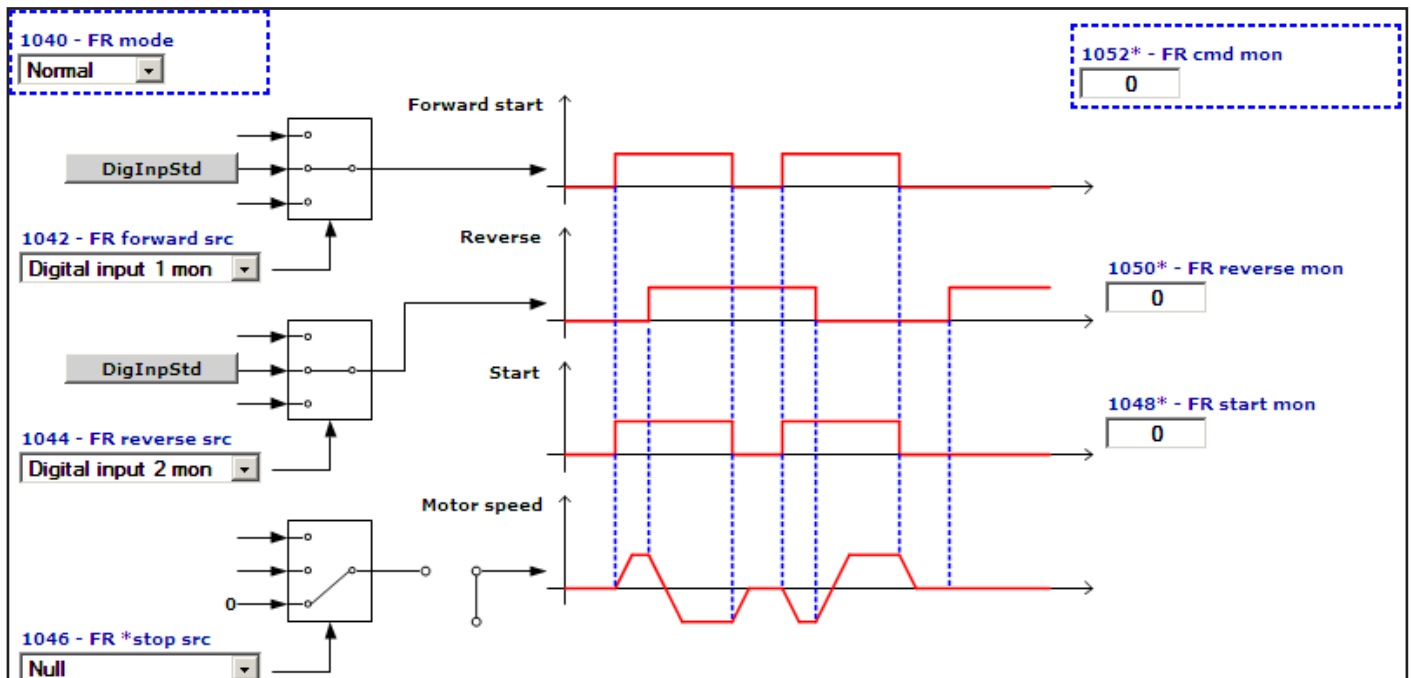 1040 - FR mode
Normal
1052* - FR cmd mon
0
Forward start
DigInpStd
1042 - FR forward src
Digital input 1 mon
Reverse
1050* - FR reverse mon
0
DigInpStd
Start
1048* - FR start mon
0
1044 - FR reverse src
Digital input 2 mon
Motor speed
0
1046 - FR *stop src
Null